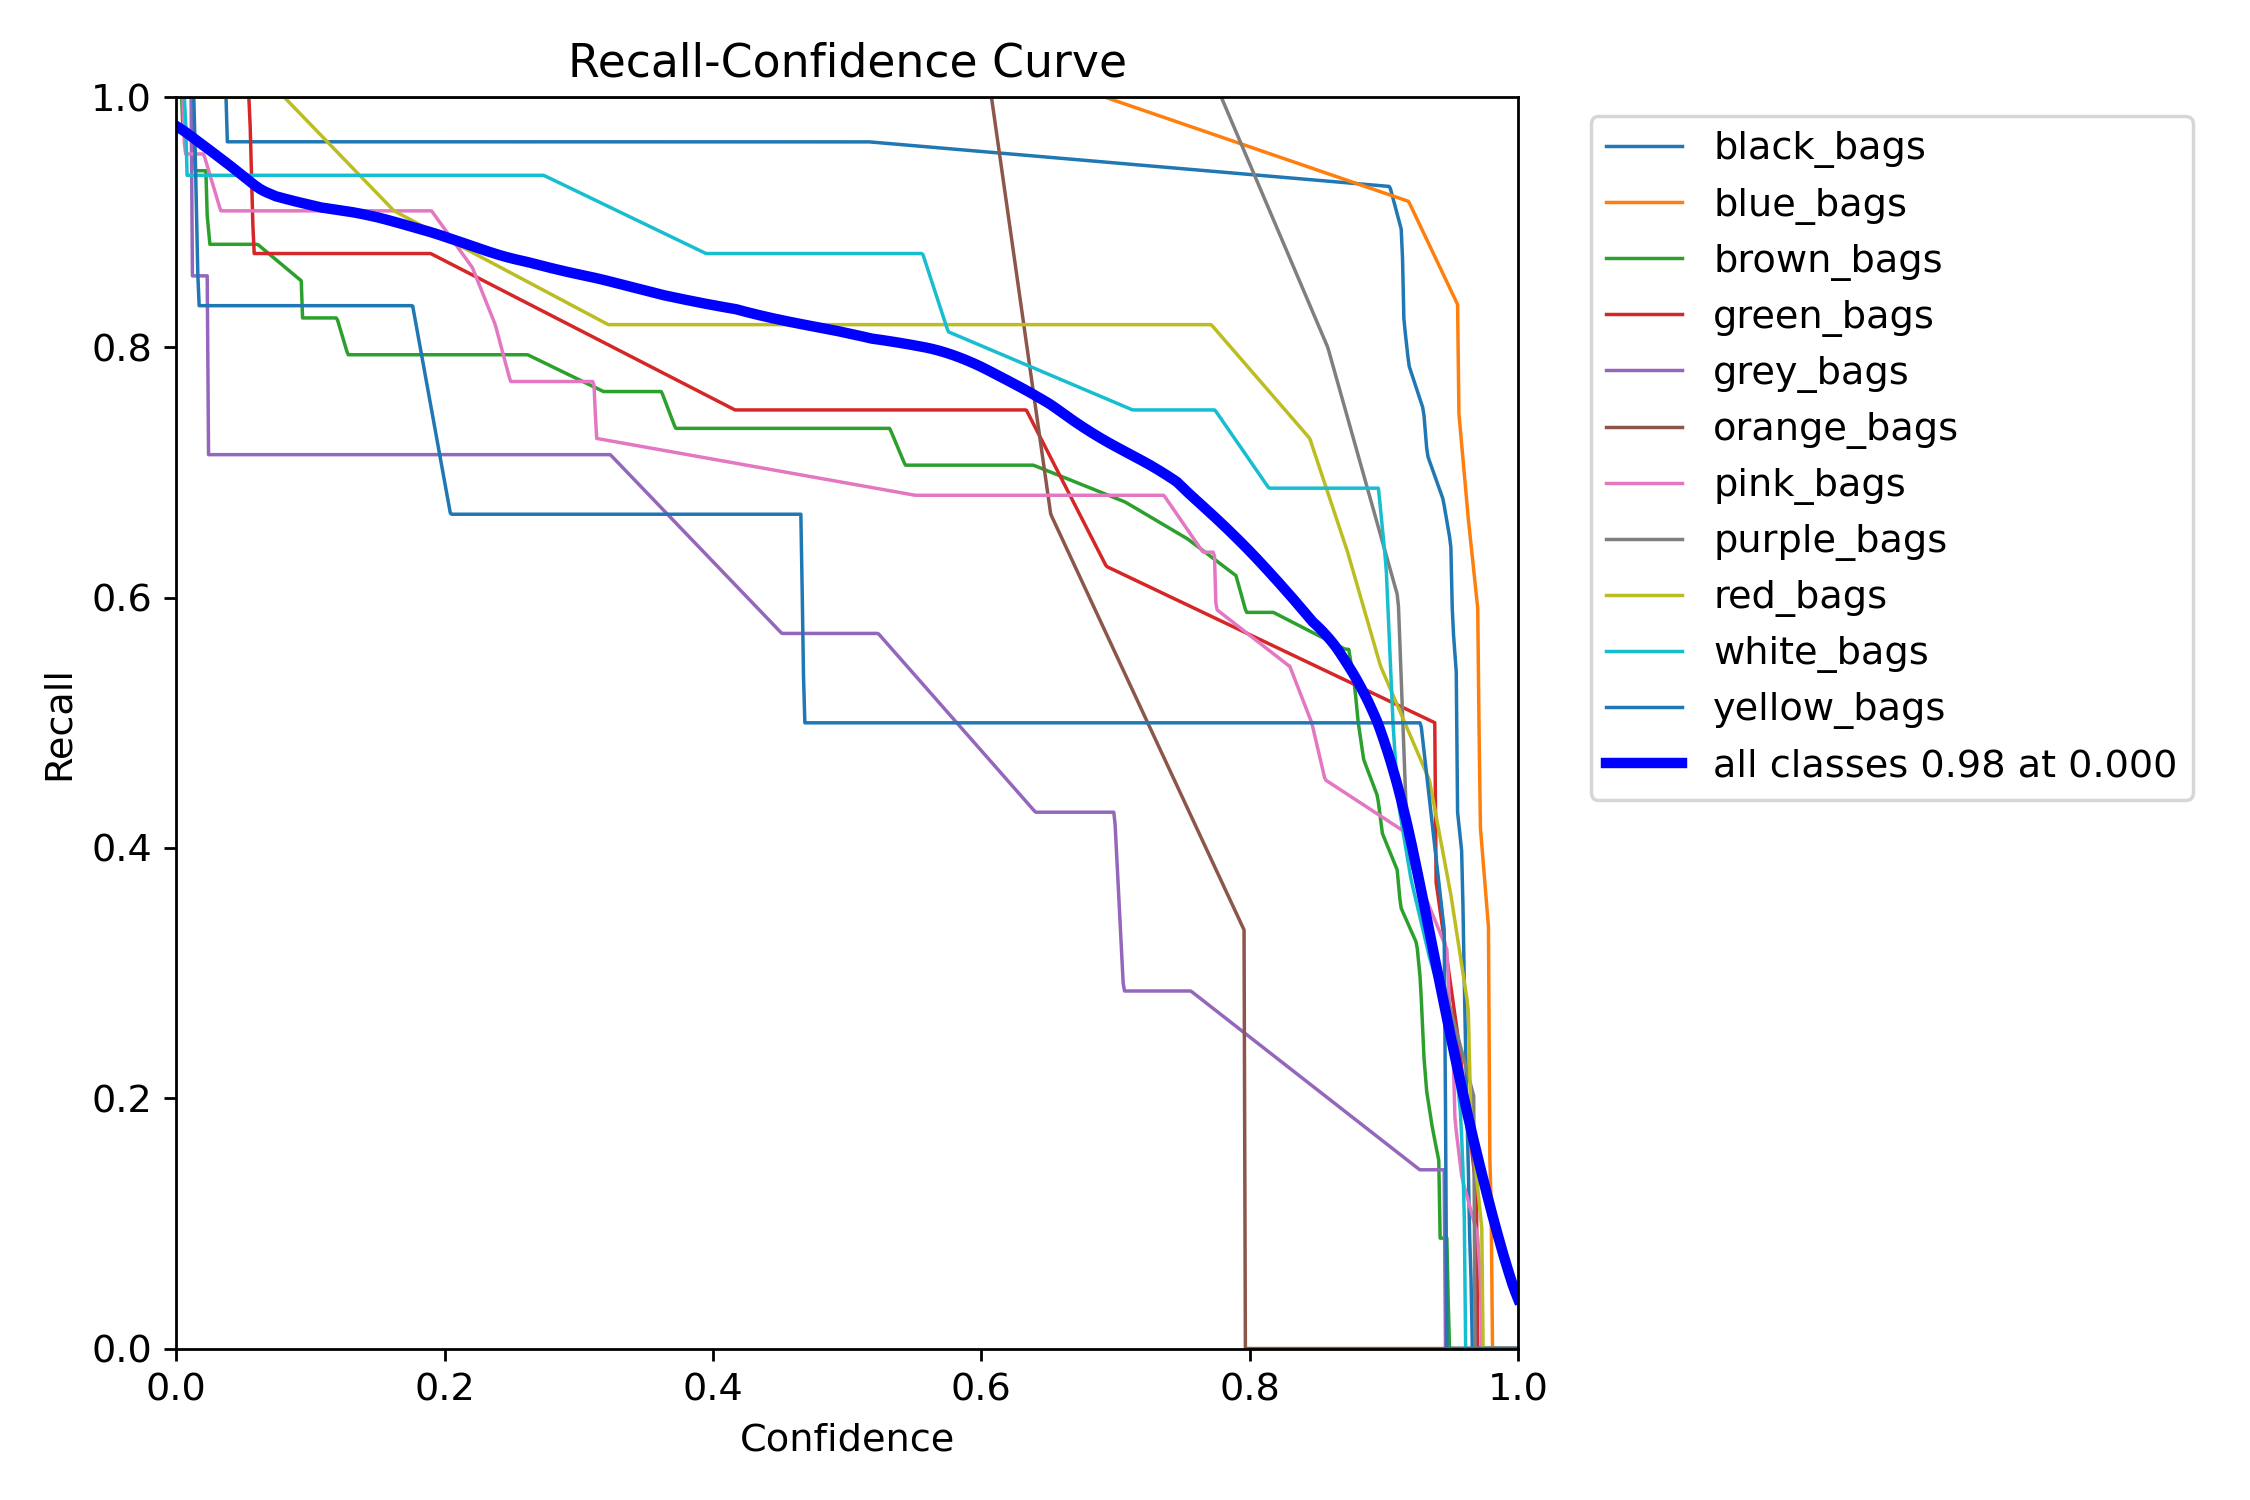 Recall-Confidence Curve
1.0
0.8
0.6
0.4
0.2
0.0
Recall
0.0 0.2 0.4 0.6 0.8 1.0
Confidence
black_bags
blue_bags
brown_bags
green_bags
grey_bags
orange_bags
pink_bags
purple_bags
red_bags
white_bags
yellow_bags
all classes 0.98 at 0.000